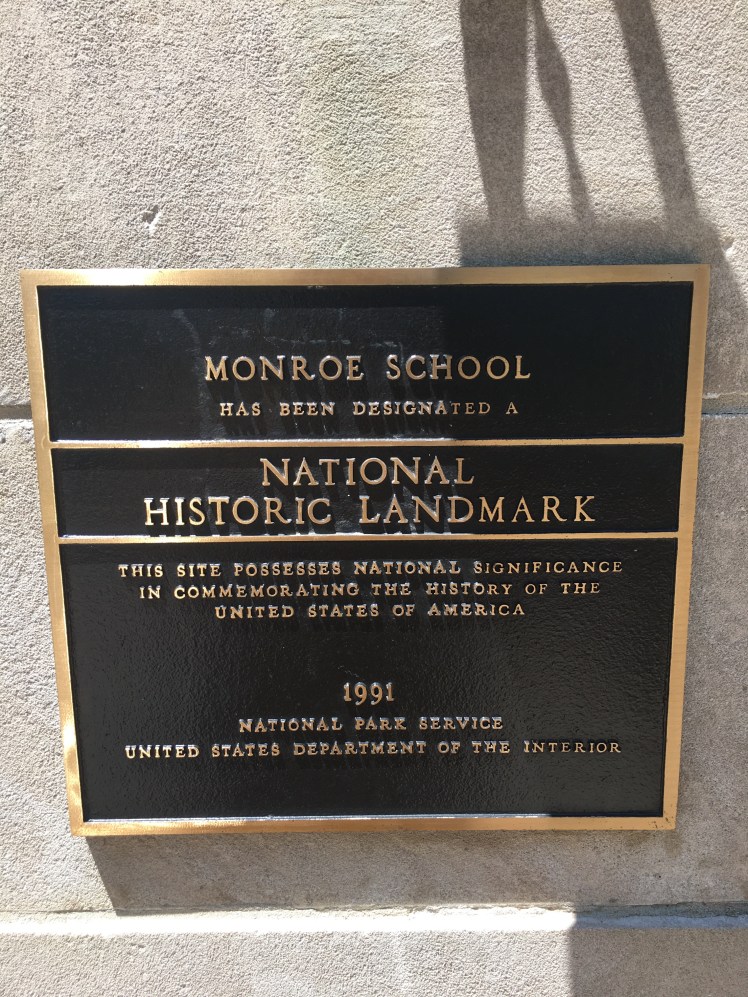 MONROE SCHOOL
HAS BEEN DESIGNATED A
NATIONAL
HISTORIC LANDMARK
THIS SITE POSSESSES NATIONAL SIGNIFICANCE
IN COMMEMORATING THE HISTORY OF THE
UNITED STATES OF AMERICA
1991
NATIONAL PARK SERVICE
UNITED STATES DEPARTMENT OF THE INTERIOR